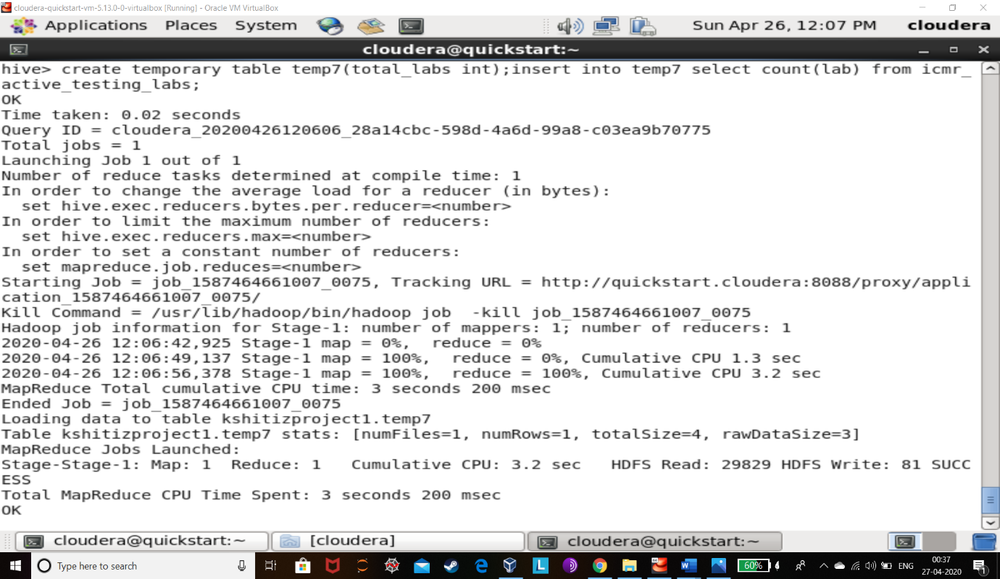 cloudera-quickstart-vm-5.13.0-0-virtualbox [Running] - Oracle VM VirtualBox
Applications Places System Sun Apr 26, 12:07 PM cloudera
cloudera@quickstart:~
hive> create temporary table temp7(total_labs int);insert into temp7 select count(lab) from icmr_
active_testing_labs;
OK
Time taken: 0.02 seconds
Query ID = cloudera_20200426120606_28a14cbc-598d-4a6d-99a8-c03ea9b70775
Total jobs = 1
Launching Job 1 out of 1
Number of reduce tasks determined at compile time: 1
In order to change the average load for a reducer (in bytes):
  set hive.exec.reducers.bytes.per.reducer=<number>
In order to limit the maximum number of reducers:
  set hive.exec.reducers.max=<number>
In order to set a constant number of reducers:
  set mapreduce.job.reduces=<number>
Starting Job = job_1587464661007_0075, Tracking URL = http://quickstart.cloudera:8088/proxy/appli
cation_1587464661007_0075/
Kill Command = /usr/lib/hadoop/bin/hadoop job  -kill job_1587464661007_0075
Hadoop job information for Stage-1: number of mappers: 1; number of reducers: 1
2020-04-26 12:06:42,925 Stage-1 map = 0%,  reduce = 0%
2020-04-26 12:06:49,137 Stage-1 map = 100%,  reduce = 0%, Cumulative CPU 1.3 sec
2020-04-26 12:06:56,378 Stage-1 map = 100%,  reduce = 100%, Cumulative CPU 3.2 sec
MapReduce Total cumulative CPU time: 3 seconds 200 msec
Ended Job = job_1587464661007_0075
Loading data to table kshitizproject1.temp7
Table kshitizproject1.temp7 stats: [numFiles=1, numRows=1, totalSize=4, rawDataSize=3]
MapReduce Jobs Launched:
Stage-Stage-1: Map: 1  Reduce: 1   Cumulative CPU: 3.2 sec   HDFS Read: 29829 HDFS Write: 81 SUCC
ESS
Total MapReduce CPU Time Spent: 3 seconds 200 msec
OK
cloudera@quickstart:~ [cloudera] cloudera@quickstart:~
Type here to search 60% ENG 00:37
27-04-2020